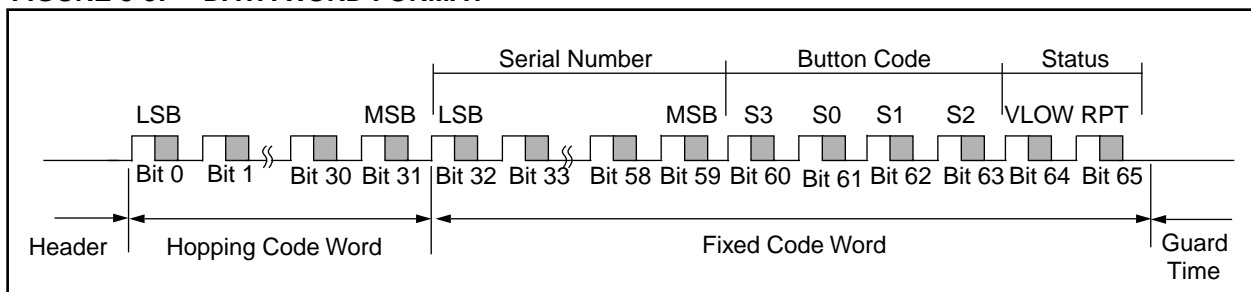 Serial Number Button Code Status
LSB MSB LSB MSB S3 S0 S1 S2 VLOW RPT
Bit 0 Bit 1 Bit 30 Bit 31 Bit 32 Bit 33 Bit 58 Bit 59 Bit 60 Bit 61 Bit 62 Bit 63 Bit 64 Bit 65
Header Hopping Code Word Fixed Code Word Guard
Time